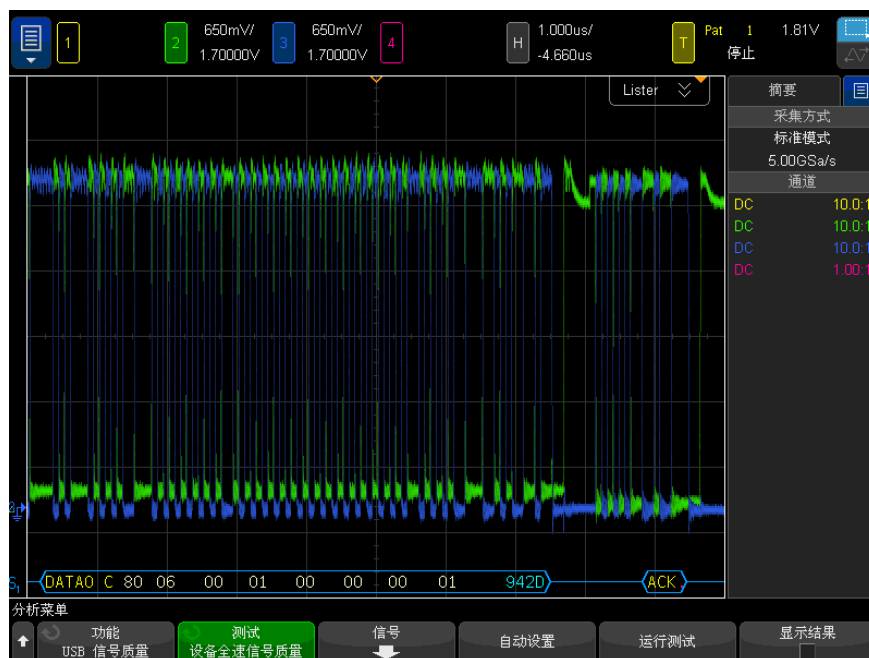 1
2
650mV/
1.70000V
3
650mV/
1.70000V
4
H
1.000us/
-4.660us
T
Pat 1 1.81V
停止
Lister
摘要
采集方式
标准模式
5.00GSa/s
通道
DC 10.0:1
DC 10.0:1
DC 10.0:1
DC 1.00:1
2
S1
DATA0 C 80 06 00 01 00 00 00 01 942D
ACK
分析菜单
功能
USB 信号质量
测试
设备全速信号质量
信号
自动设置
运行测试
显示结果